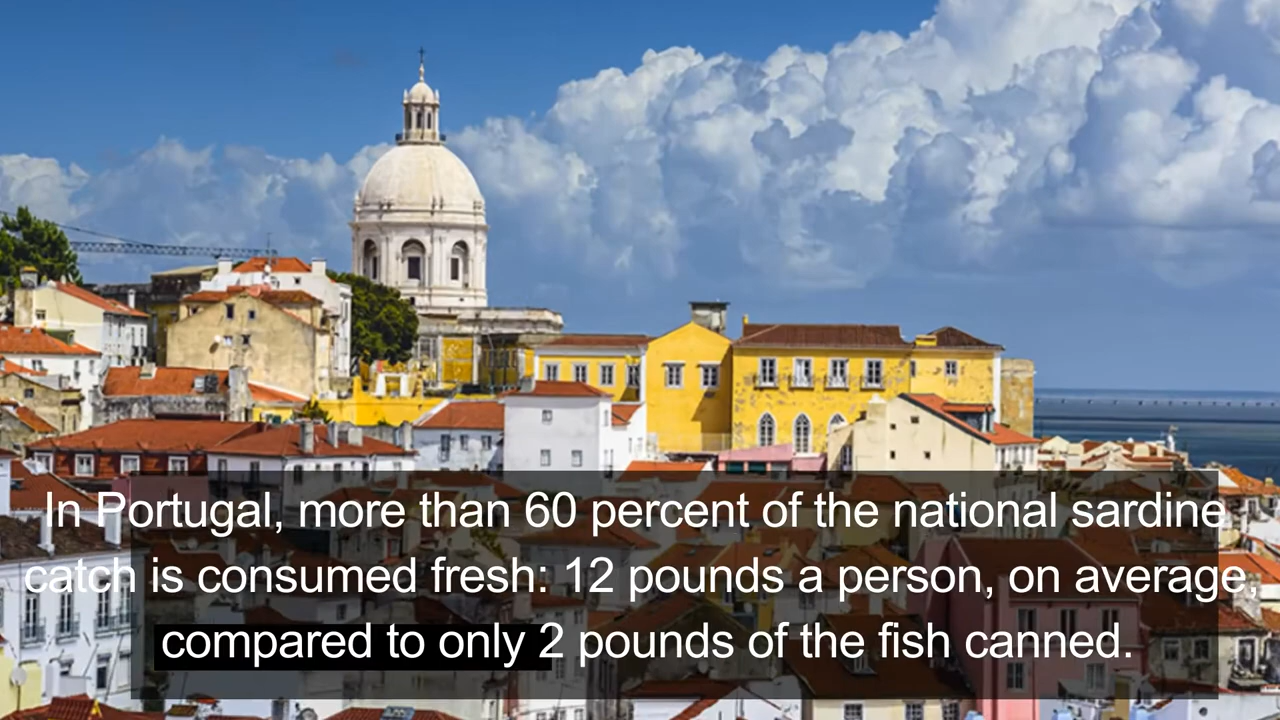 In Portugal, more than 60 percent of the national sardine
catch is consumed fresh: 12 pounds a person, on average,
compared to only 2 pounds of the fish canned.